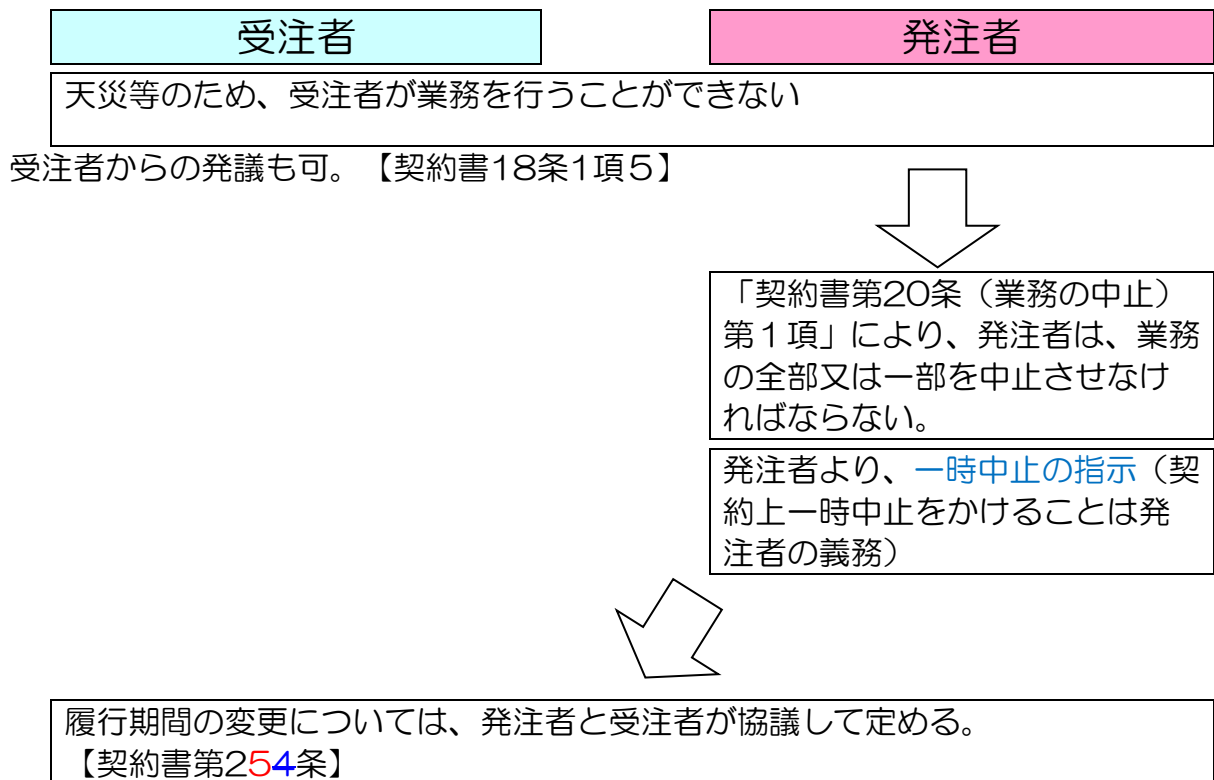 受注者
発注者
天災等のため、受注者が業務を行うことができない
受注者からの発議も可。【契約書18条1項５】
「契約書第20条（業務の中止）
第１項」により、発注者は、業務
の全部又は一部を中止させなけ
ればならない。
発注者より、一時中止の指示（契
約上一時中止をかけることは発
注者の義務）
履行期間の変更については、発注者と受注者が協議して定める。
【契約書第254条】